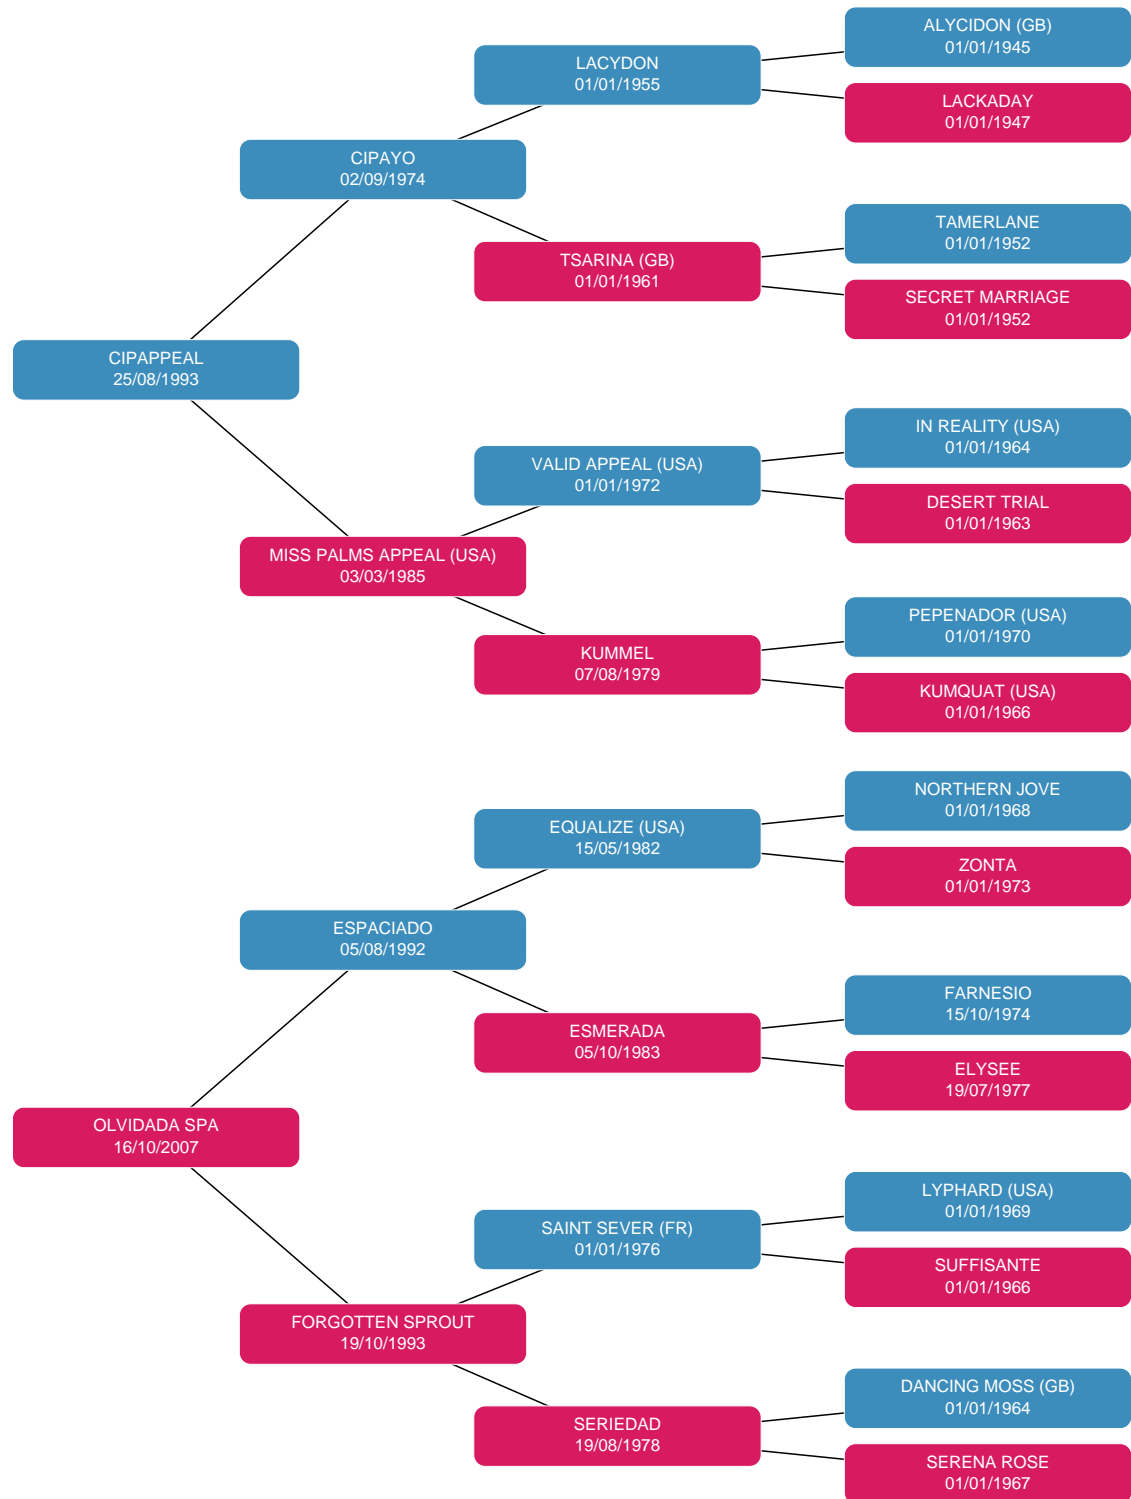 ALYCIDON (GB)
01/01/1945
LACYDON
01/01/1955
LACKADAY
01/01/1947
CIPAYO
02/09/1974
TAMERLANE
01/01/1952
TSARINA (GB)
01/01/1961
SECRET MARRIAGE
01/01/1952
CIPAPPEAL
25/08/1993
IN REALITY (USA)
01/01/1964
VALID APPEAL (USA)
01/01/1972
DESERT TRIAL
01/01/1963
MISS PALMS APPEAL (USA)
03/03/1985
PEPENADOR (USA)
01/01/1970
KUMMEL
07/08/1979
KUMQUAT (USA)
01/01/1966
NORTHERN JOVE
01/01/1968
EQUALIZE (USA)
15/05/1982
ZONTA
01/01/1973
ESPACIADO
05/08/1992
FARNESIO
15/10/1974
ESMERADA
05/10/1983
ELYSEE
19/07/1977
OLVIDADA SPA
16/10/2007
LYPHARD (USA)
01/01/1969
SAINT SEVER (FR)
01/01/1976
SUFFISANTE
01/01/1966
FORGOTTEN SPROUT
19/10/1993
DANCING MOSS (GB)
01/01/1964
SERIEDAD
19/08/1978
SERENA ROSE
01/01/1967